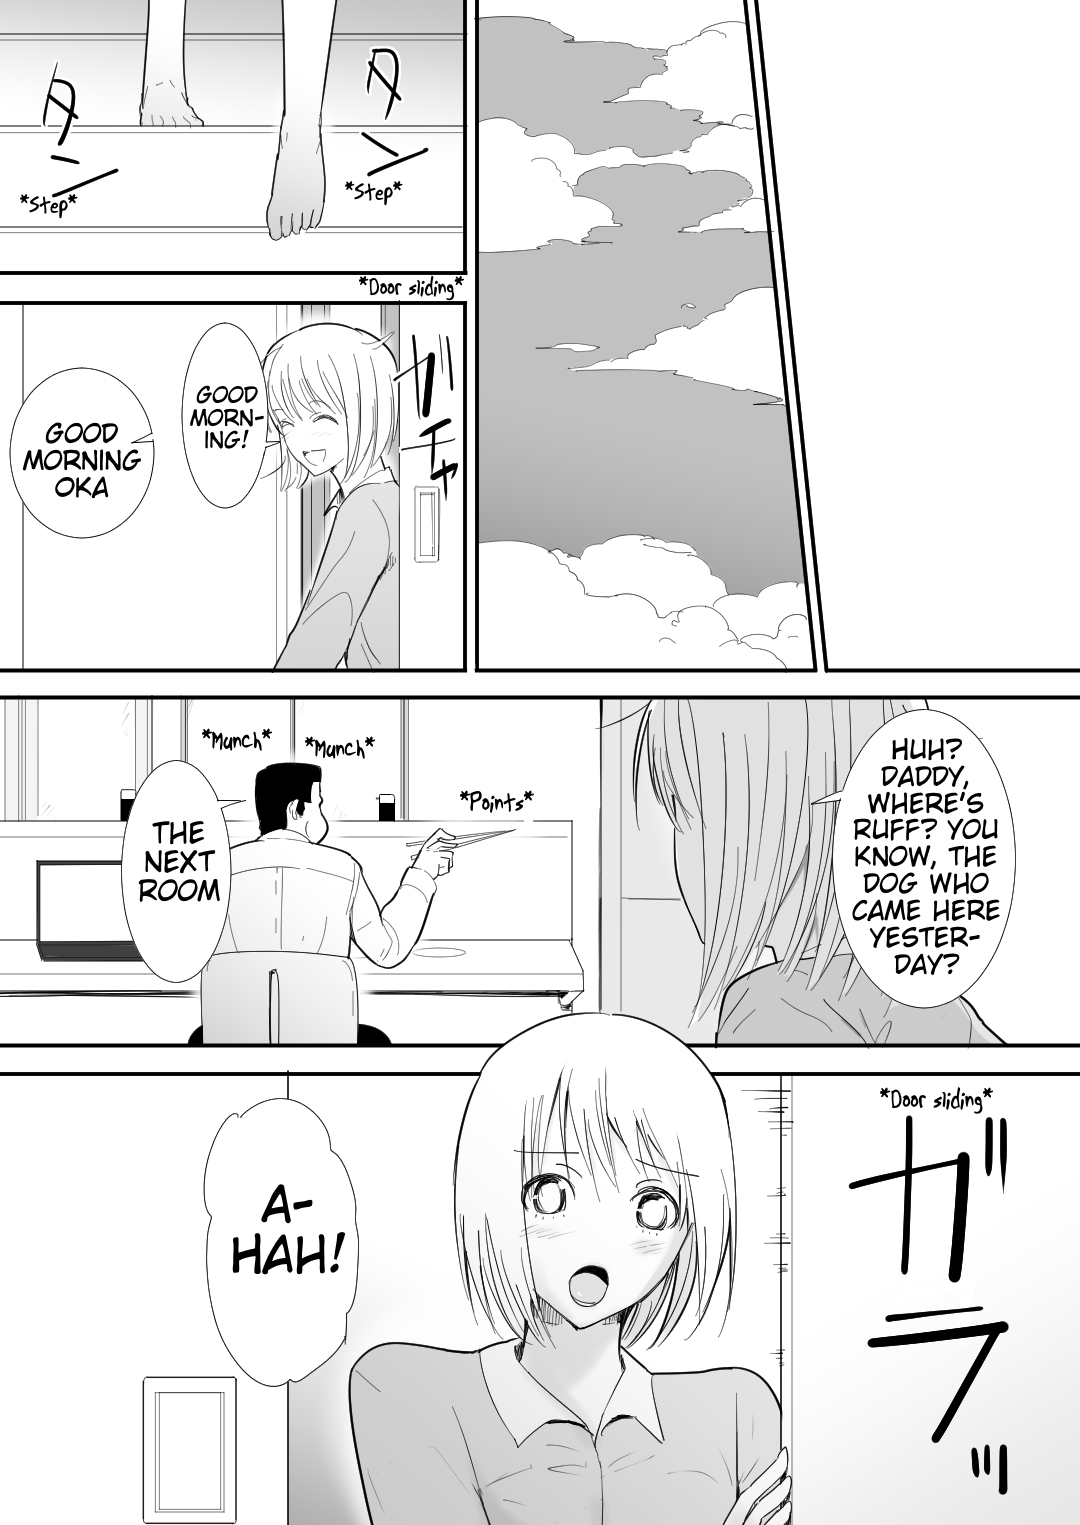 タン
*Step*
タン
*Step*
*Door sliding*
ガチャ
GOOD
MORN-
ING!
GOOD
MORNING
OKA
HUH?
DADDY,
WHERE'S
RUFF? YOU
KNOW, THE
DOG WHO
CAME HERE
YESTER-
DAY?
*Points*
*Munch*
*Munch*
THE
NEXT
ROOM
*Door sliding*
ガラッ
A-
HAH!